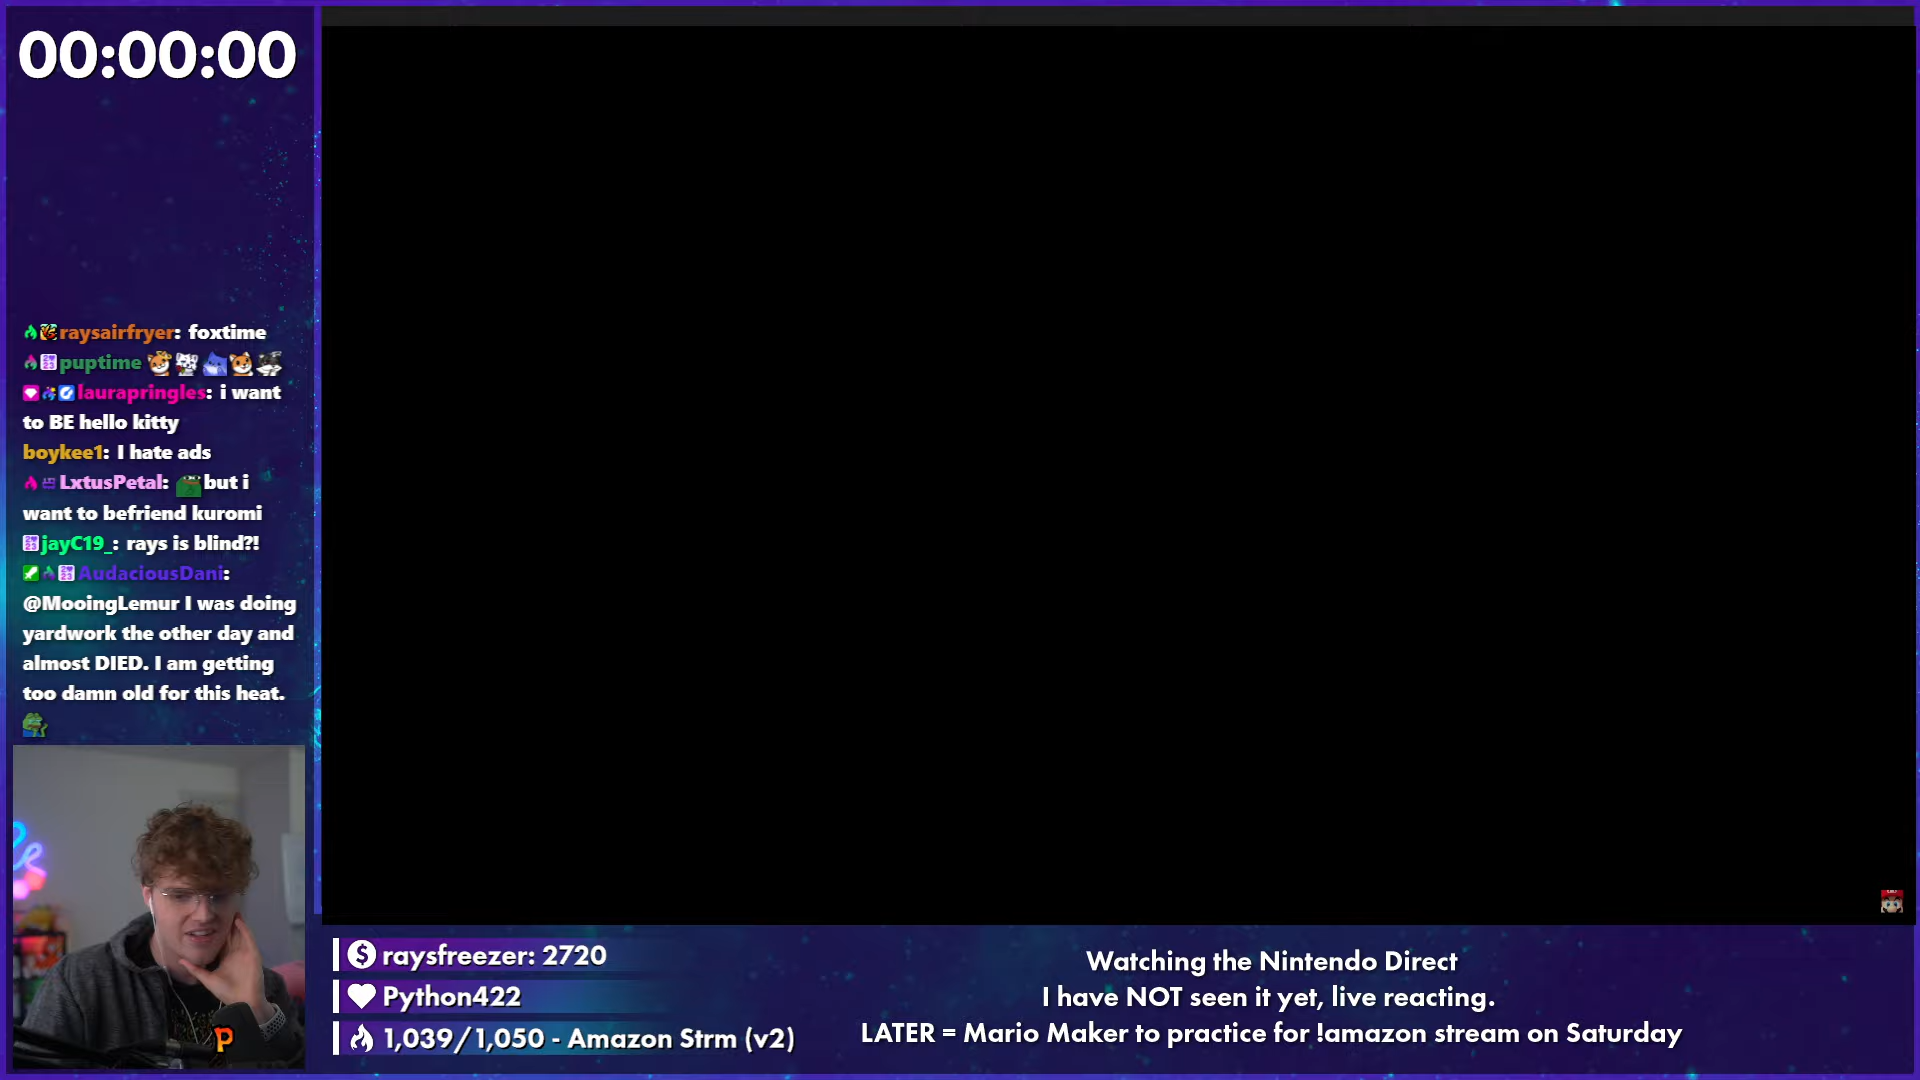 00:00:00
raysairfryer: foxtime
puptime
laurapringles: i want
to BE hello kitty
boykee1: I hate ads
LxtusPetal: but i
want to befriend kuromi
jayC19_: rays is blind?!
AudaciousDani:
@MooingLemur I was doing
yardwork the other day and
almost DIED. I am getting
too damn old for this heat.
raysfreezer: 2720
Python422
1,039/1,050 - Amazon Strm (v2)
Watching the Nintendo Direct
I have NOT seen it yet, live reacting.
LATER = Mario Maker to practice for !amazon stream on Saturday